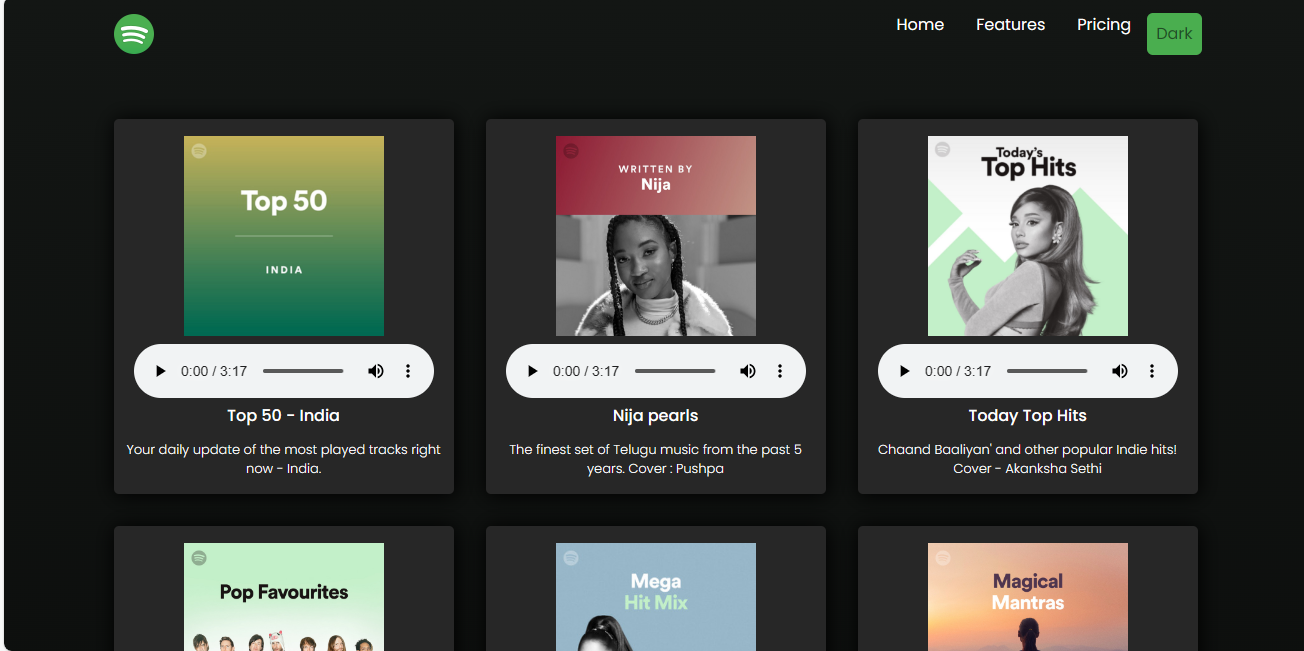 Home Features Pricing Dark
Top 50
INDIA
0:00 / 3:17
Top 50 - India
Your daily update of the most played tracks right
now - India.
WRITTEN BY
Nija
0:00 / 3:17
Nija pearls
The finest set of Telugu music from the past 5
years. Cover : Pushpa
Today's
Top Hits
0:00 / 3:17
Today Top Hits
Chaand Baaliyan' and other popular Indie hits!
Cover - Akanksha Sethi
Pop Favourites
Mega
Hit Mix
Magical
Mantras